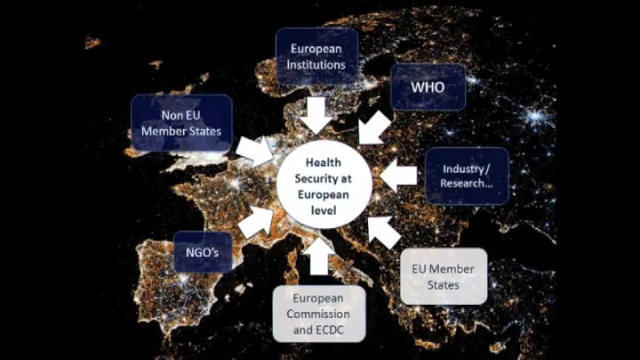 European
Institutions
WHO
Non EU
Member States
Health
Security at
European
level
Industry/
Research...
NGO's
EU Member
States
European
Commission
and ECDC